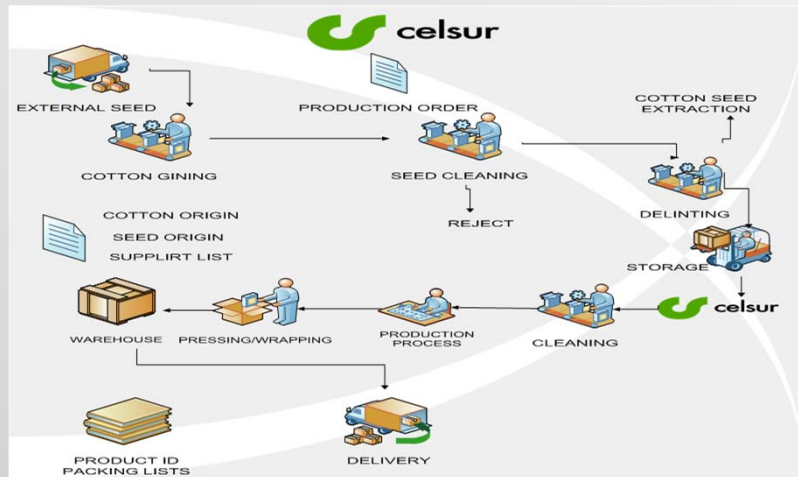 celsur
EXTERNAL SEED
PRODUCTION ORDER
COTTON SEED
EXTRACTION
COTTON GINING
SEED CLEANING
DELINTING
REJECT
COTTON ORIGIN
SEED ORIGIN
SUPPLIRT LIST
STORAGE
celsur
WAREHOUSE
PRESSING/WRAPPING
PRODUCTION
PROCESS
CLEANING
PRODUCT ID
PACKING LISTS
DELIVERY